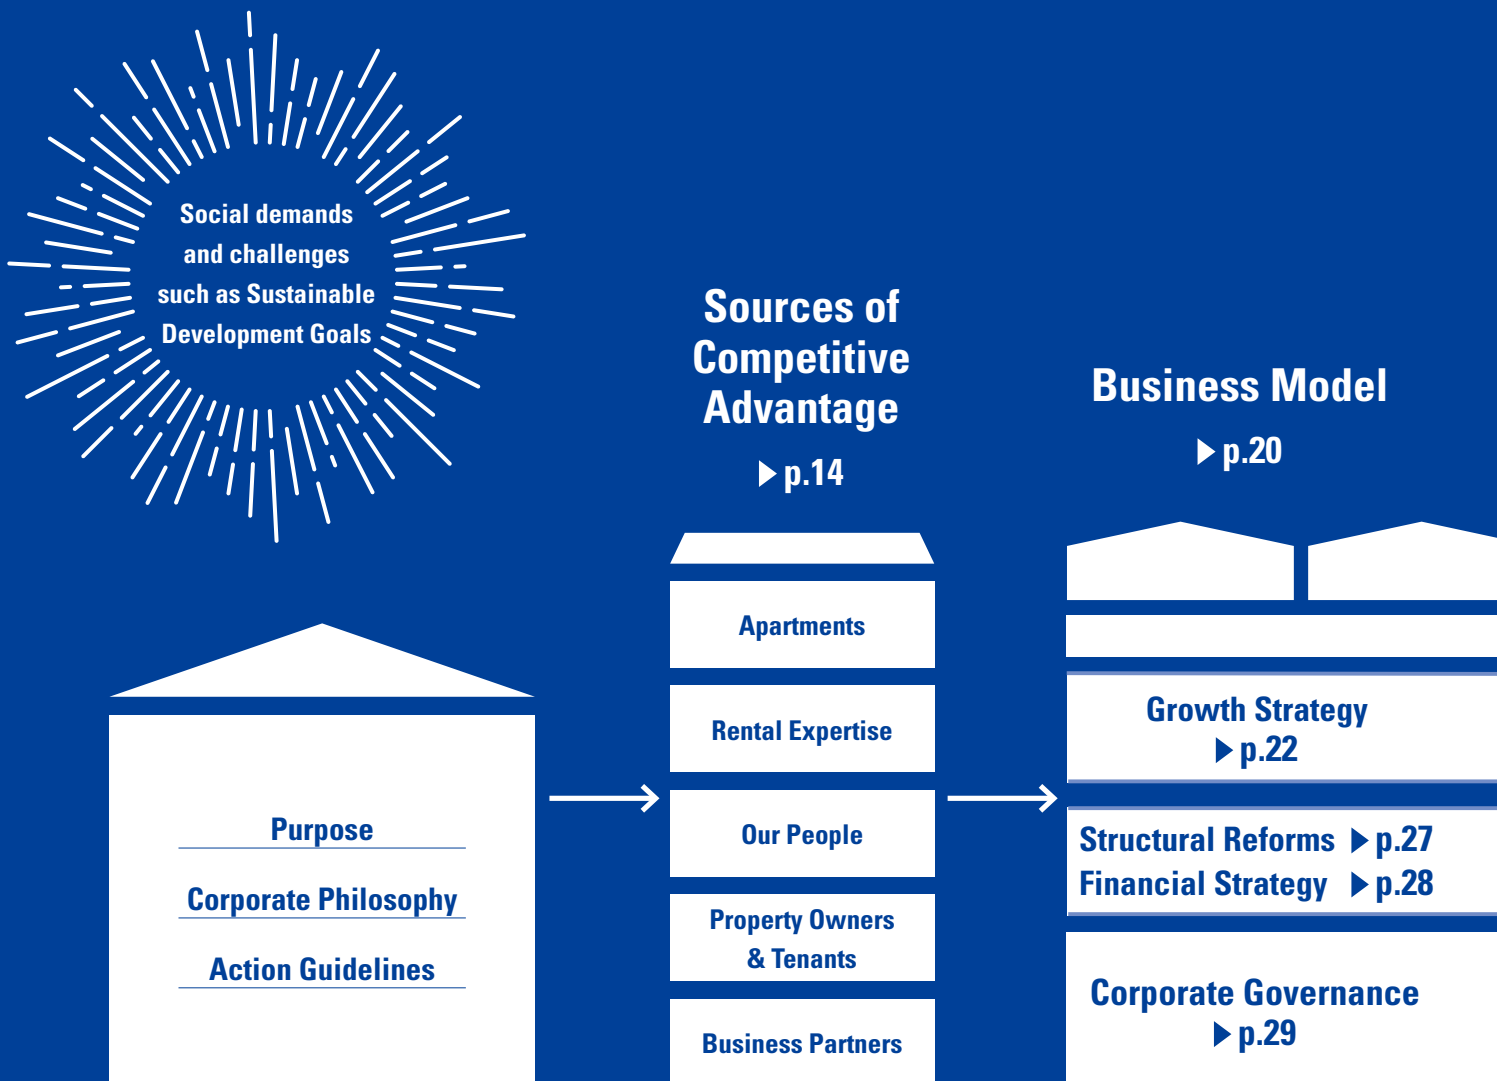 Social demands
and challenges
such as Sustainable
Development Goals
Purpose
Corporate Philosophy
Action Guidelines
Sources of
Competitive
Advantage
▶ p.14
Apartments
Rental Expertise
Our People
Property Owners
& Tenants
Business Partners
Business Model
▶ p.20
Growth Strategy
▶ p.22
Structural Reforms ▶ p.27
Financial Strategy ▶ p.28
Corporate Governance
▶ p.29